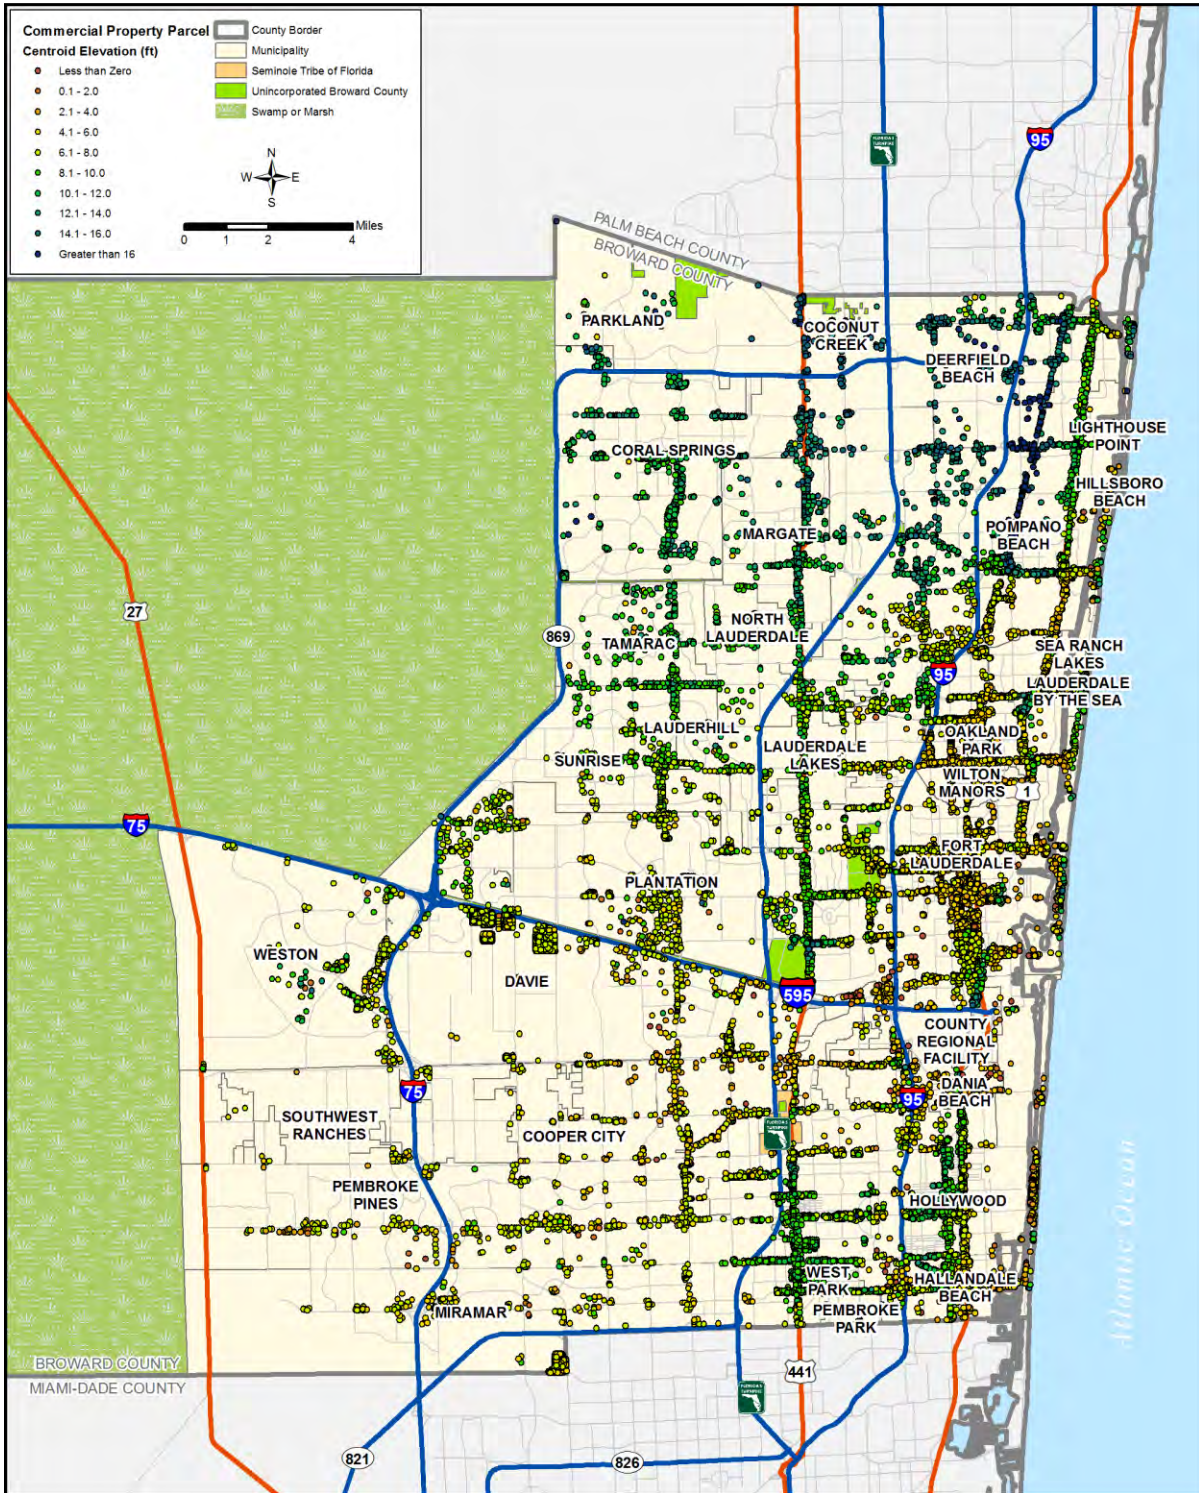 Commercial Property Parcel
Centroid Elevation (ft)
Less than Zero
0.1 - 2.0
2.1 - 4.0
4.1 - 6.0
6.1 - 8.0
8.1 - 10.0
10.1 - 12.0
12.1 - 14.0
14.1 - 16.0
Greater than 16
County Border
Municipality
Seminole Tribe of Florida
Unincorporated Broward County
Swamp or Marsh
N
W E
S
Miles
0 1 2 4
95
PALM BEACH COUNTY
BROWARD COUNTY
PARKLAND
COCONUT
CREEK
DEERFIELD
BEACH
LIGHTHOUSE
POINT
CORAL SPRINGS
HILLSBORO
BEACH
POMPANO
BEACH
MARGATE
27
869
NORTH
LAUDERDALE
TAMARAC
SEA RANCH
LAKES
LAUDERDALE
BY THE SEA
95
LAUDERHILL
OAKLAND
PARK
LAUDERDALE
LAKES
SUNRISE
WILTON
MANORS
1
75
FORT
LAUDERDALE
PLANTATION
WESTON
DAVIE
595
COUNTY
REGIONAL
FACILITY
DANIA
BEACH
75
95
SOUTHWEST
RANCHES
COOPER CITY
FLORIDA'S
TURNPIKE
PEMBROKE
PINES
HOLLYWOOD
Atlantic Ocean
WEST
PARK
HALLANDALE
BEACH
MIRAMAR
PEMBROKE
PARK
BROWARD COUNTY
MIAMI-DADE COUNTY
441
821
826